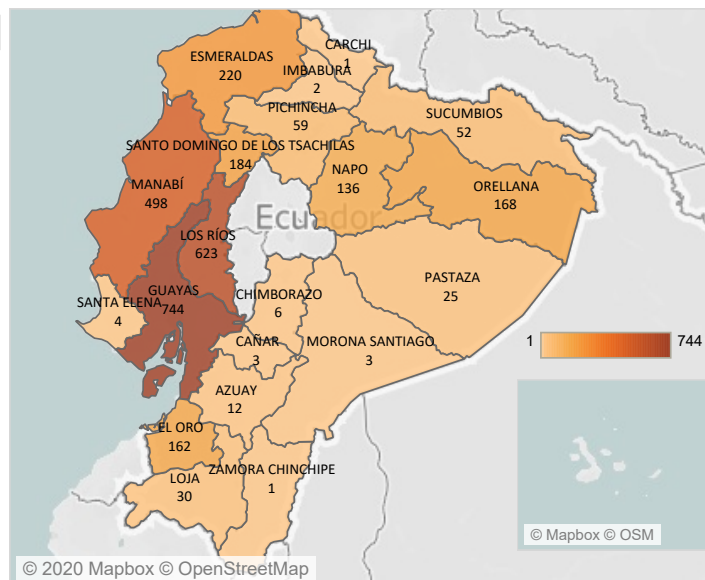 CARCHI
1
ESMERALDAS
220
IMBABURA
2
PICHINCHA
59
SUCUMBIOS
52
SANTO DOMINGO DE LOS TSACHILAS
184
NAPO
136
MANABÍ
498
ORELLANA
168
Ecuador
LOS RÍOS
623
PASTAZA
25
GUAYAS
744
SANTA ELENA
4
CHIMBORAZO
6
CAÑAR
3
MORONA SANTIAGO
3
1
744
AZUAY
12
EL ORO
162
ZAMORA CHINCHIPE
1
LOJA
30
© Mapbox © OSM
© 2020 Mapbox © OpenStreetMap